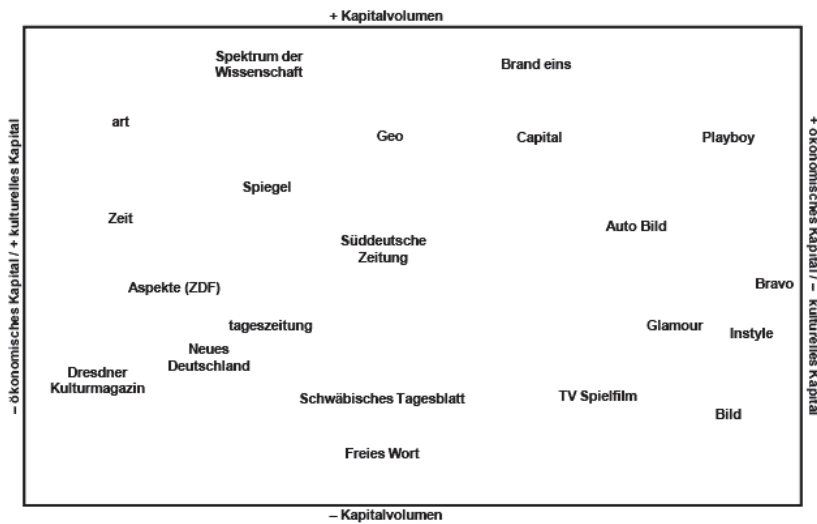 + Kapitalvolumen
Spektrum der
Wissenschaft
Brand eins
art
Geo
Capital
Playboy
Spiegel
Zeit
Auto Bild
Süddeutsche
Zeitung
Aspekte (ZDF)
Bravo
tageszeitung
Glamour
Instyle
Neues
Deutschland
Dresdner
Kulturmagazin
Schwäbisches Tagesblatt
TV Spielfilm
Bild
Freies Wort
– Kapitalvolumen
– ökonomisches Kapital / + kulturelles Kapital
+ ökonomisches Kapital / – kulturelles Kapital